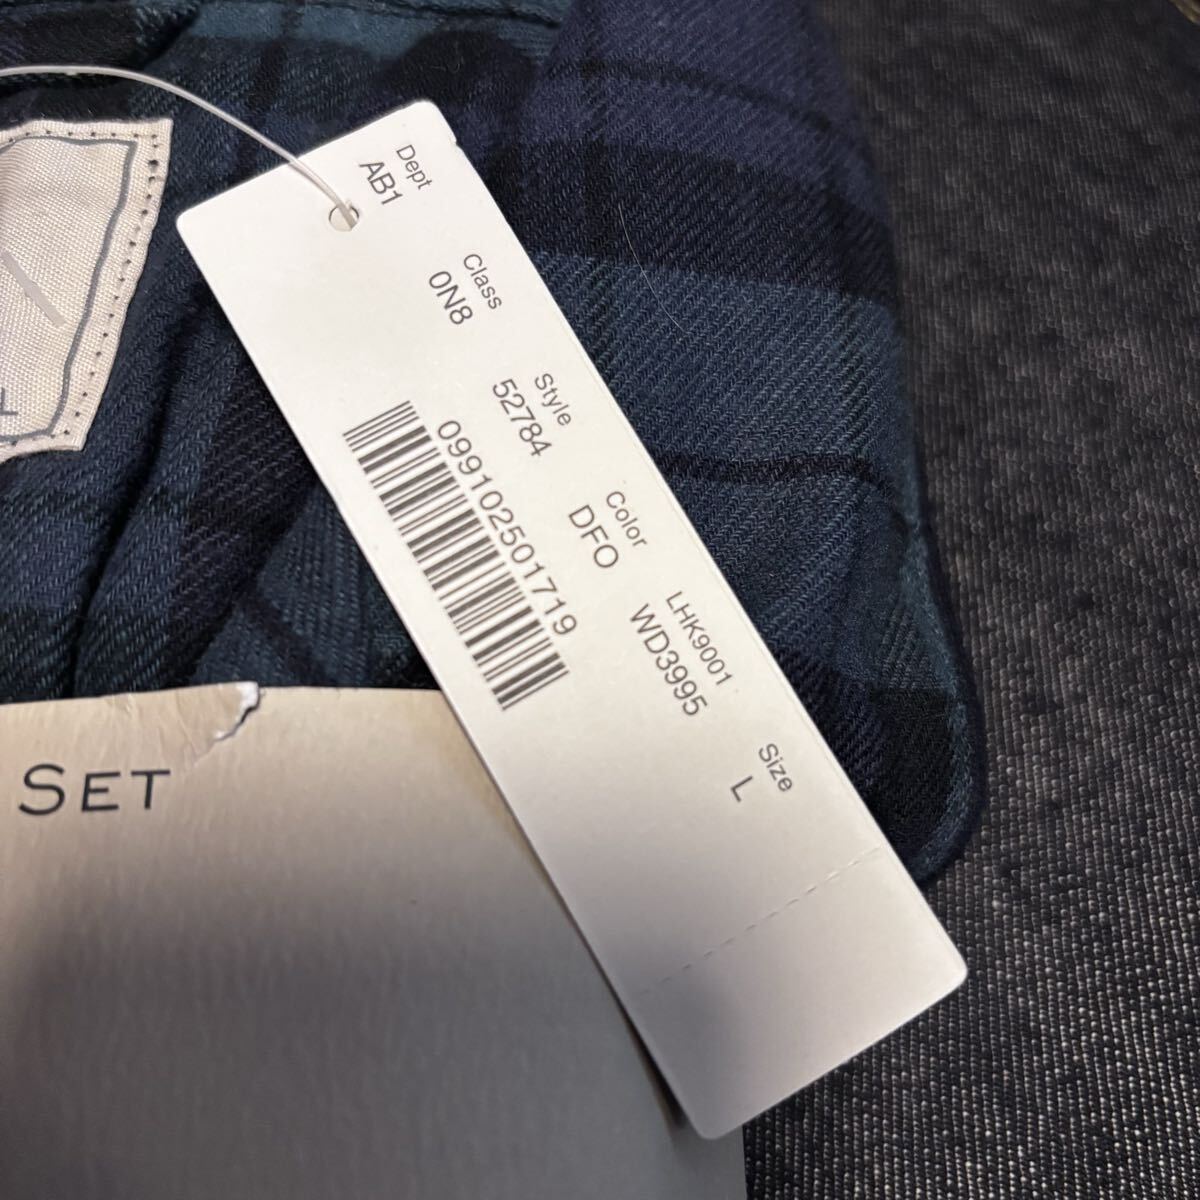 Dept
AB1
Class
0N8
Style
52784
Color
DFO
LHK9001
WD3995
Size
L
099102501719
SET